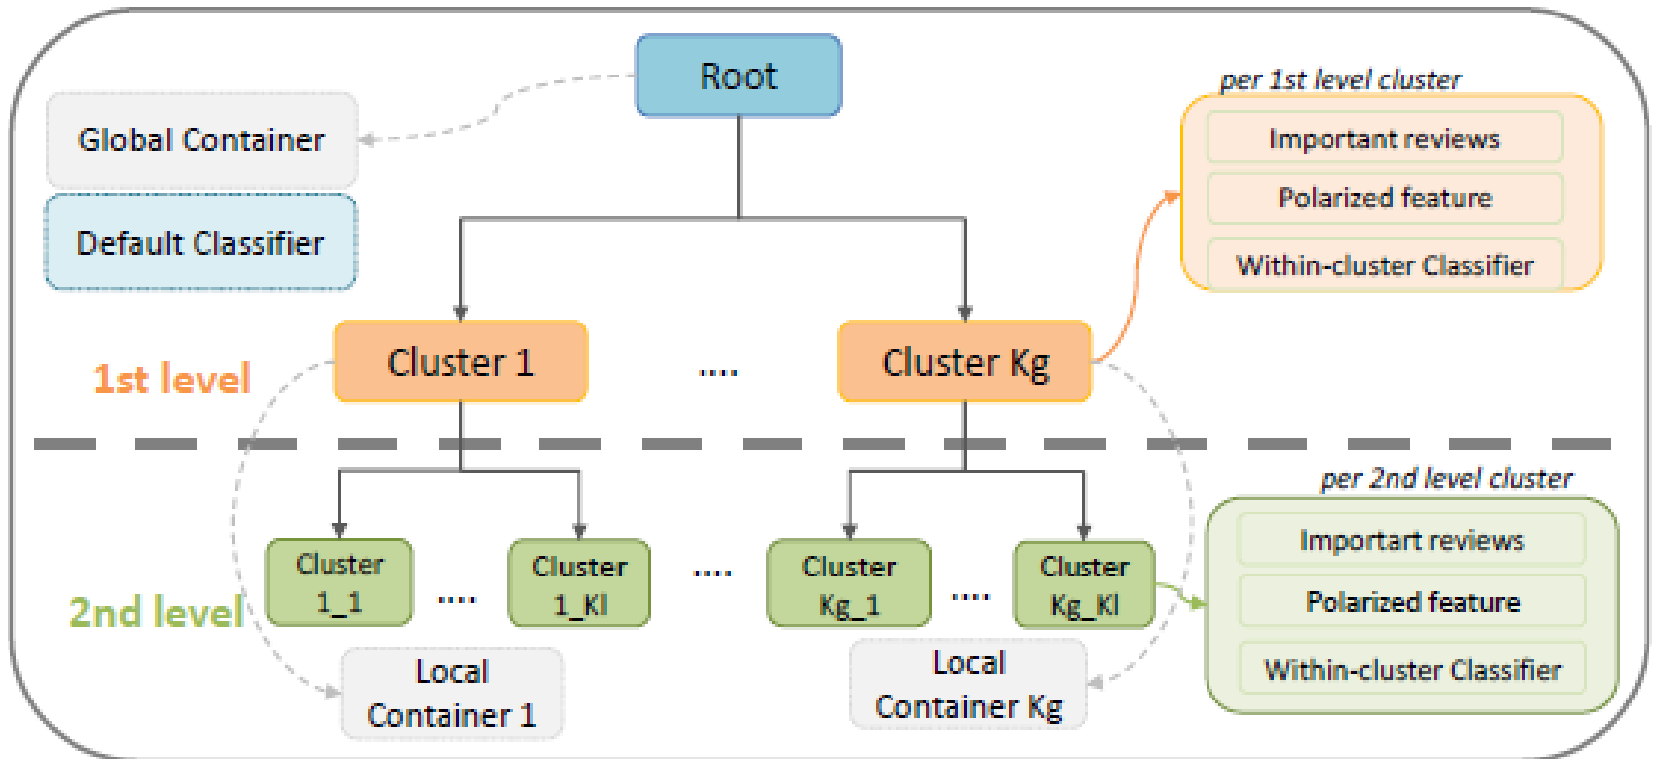 Root
per 1st level cluster
Global Container
Important reviews
Polarized feature
Default Classifier
Within-cluster Classifier
1st level
Cluster 1
....
Cluster Kg
per 2nd level cluster
2nd level
Cluster
1_1
....
Cluster
1_Kl
....
Cluster
Kg_1
....
Cluster
Kg_Kl
Importart reviews
Polarized feature
Within-cluster Classifier
Local
Container 1
Local
Container Kg